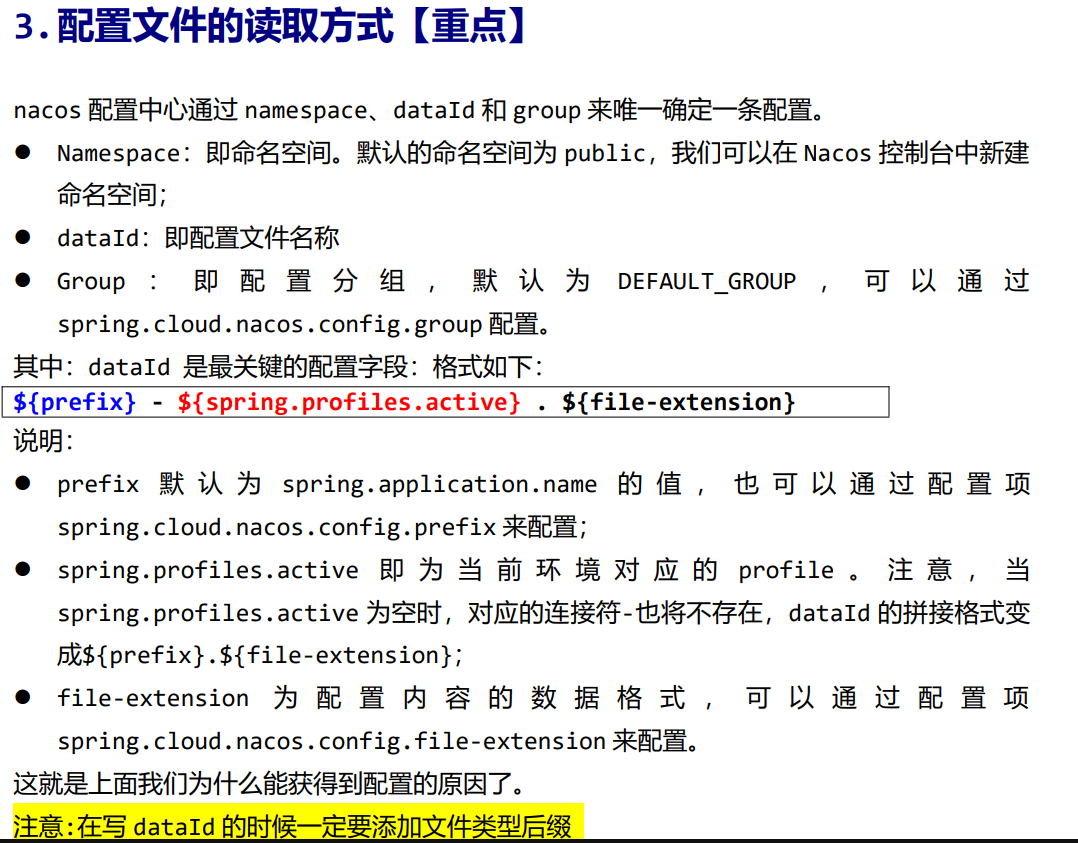 3.配置文件的读取方式【重点】
nacos 配置中心通过 namespace、dataId 和 group 来唯一确定一条配置。
● Namespace：即命名空间。默认的命名空间为 public，我们可以在 Nacos 控制台中新建
命名空间；
● dataId：即配置文件名称
● Group ：即配置分组，默认为 DEFAULT_GROUP ，可以通过
spring.cloud.nacos.config.group 配置。
其中：dataId 是最关键的配置字段：格式如下：
${prefix} - ${spring.profiles.active} . ${file-extension}
说明：
● prefix 默认为 spring.application.name 的值，也可以通过配置项
spring.cloud.nacos.config.prefix 来配置；
● spring.profiles.active 即为当前环境对应的 profile 。注意，当
spring.profiles.active 为空时，对应的连接符-也将不存在，dataId 的拼接格式变
成${prefix}.${file-extension}；
● file-extension 为配置内容的数据格式，可以通过配置项
spring.cloud.nacos.config.file-extension 来配置。
这就是上面我们为什么能获得到配置的原因了。
注意:在写 dataId 的时候一定要添加文件类型后缀